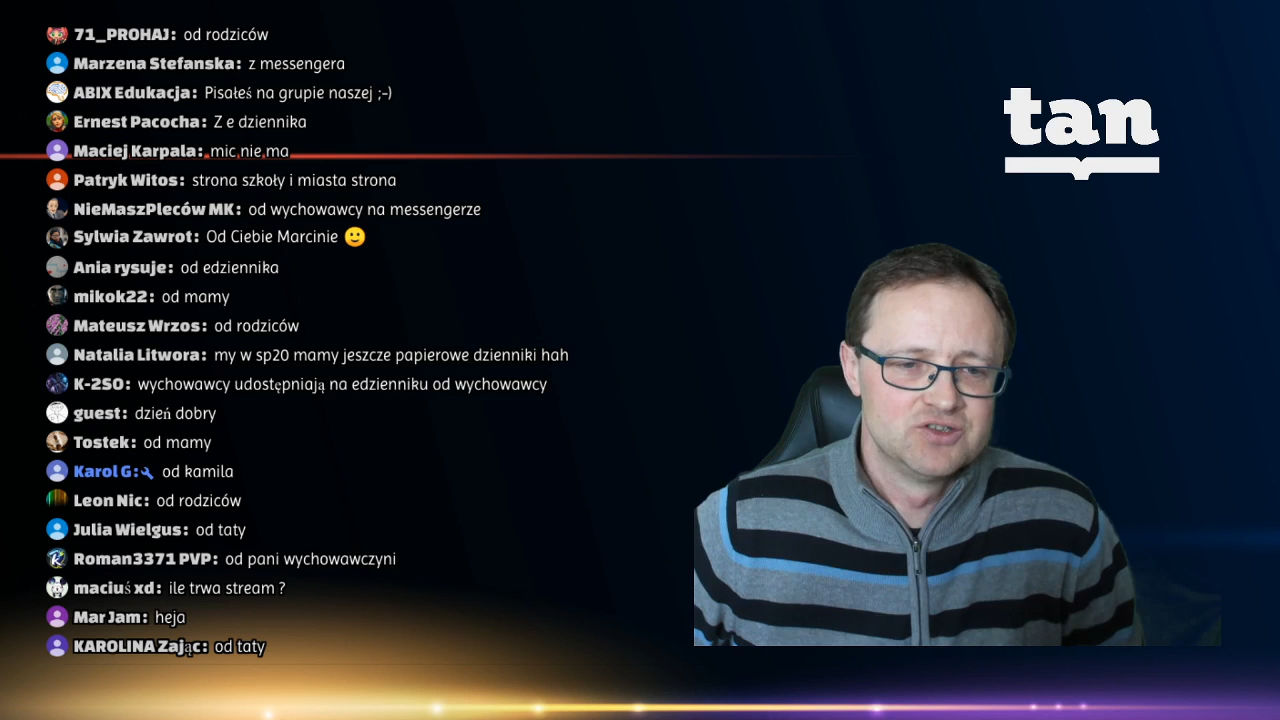 71_PROHAJ: od rodziców
Marzena Stefanska: z messengera
ABIX Edukacja: Pisałeś na grupie naszej ;-)
Ernest Pacocha: Z e dziennika
Maciej Karpala: mic nie ma
Patryk Witos: strona szkoły i miasta strona
NieMaszPleców MK: od wychowawcy na messengerze
Sylwia Zawrot: Od Ciebie Marcinie 🙂
Ania rysuje: od edziennika
mikok22: od mamy
Mateusz Wrzos: od rodziców
Natalia Litwora: my w sp20 mamy jeszcze papierowe dzienniki hah
K-2SO: wychowawcy udostępniają na edzienniku od wychowawcy
guest: dzień dobry
Tostek: od mamy
Karol G: od kamila
Leon Nic: od rodziców
Julia Wielgus: od taty
Roman3371 PVP: od pani wychowawczyni
maciuś xd: ile trwa stream ?
Mar Jam: heja
KAROLINA Zając: od taty
tan